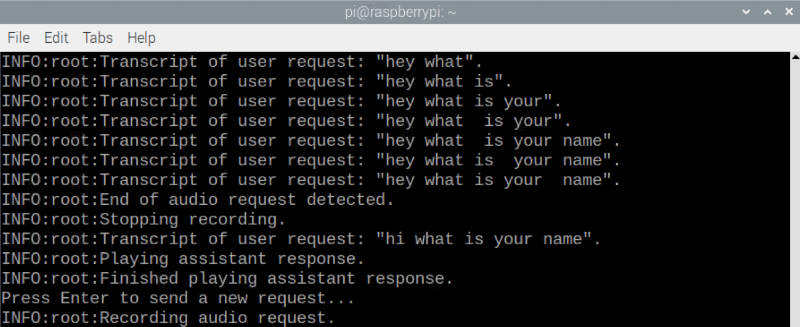 pi@raspberrypi: ~
File Edit Tabs Help
INFO:root:Transcript of user request: "hey what".
INFO:root:Transcript of user request: "hey what is".
INFO:root:Transcript of user request: "hey what is your".
INFO:root:Transcript of user request: "hey what  is your".
INFO:root:Transcript of user request: "hey what  is your name".
INFO:root:Transcript of user request: "hey what is  your name".
INFO:root:Transcript of user request: "hey what is your  name".
INFO:root:End of audio request detected.
INFO:root:Stopping recording.
INFO:root:Transcript of user request: "hi what is your name".
INFO:root:Playing assistant response.
INFO:root:Finished playing assistant response.
Press Enter to send a new request...
INFO:root:Recording audio request.